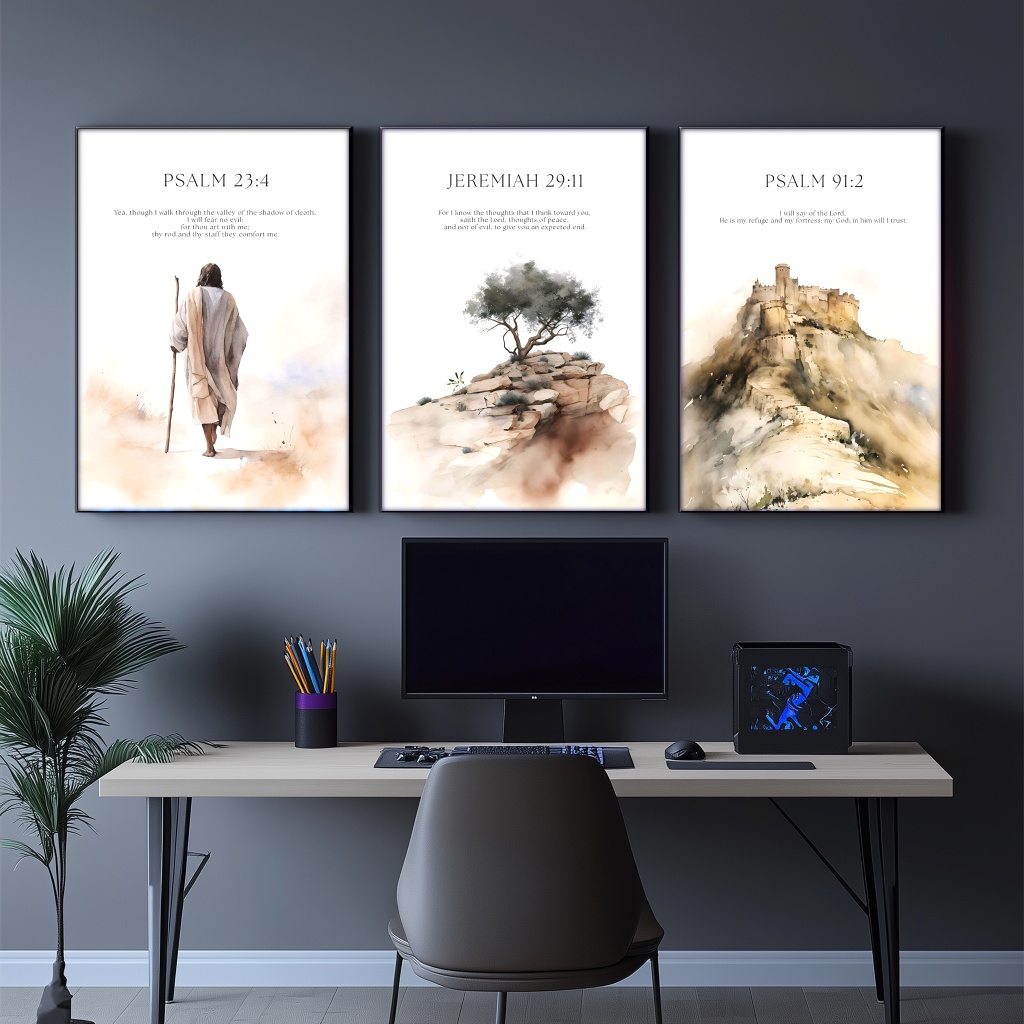 PSALM 23:4
Yea, though I walk through the valley of the shadow of death,
I will fear no evil:
for thou art with me;
thy rod and thy staff they comfort me.
JEREMIAH 29:11
For I know the thoughts that I think toward you,
saith the Lord, thoughts of peace,
and not of evil, to give you an expected end.
PSALM 91:2
I will say of the Lord,
He is my refuge and my fortress: my God; in him will I trust.